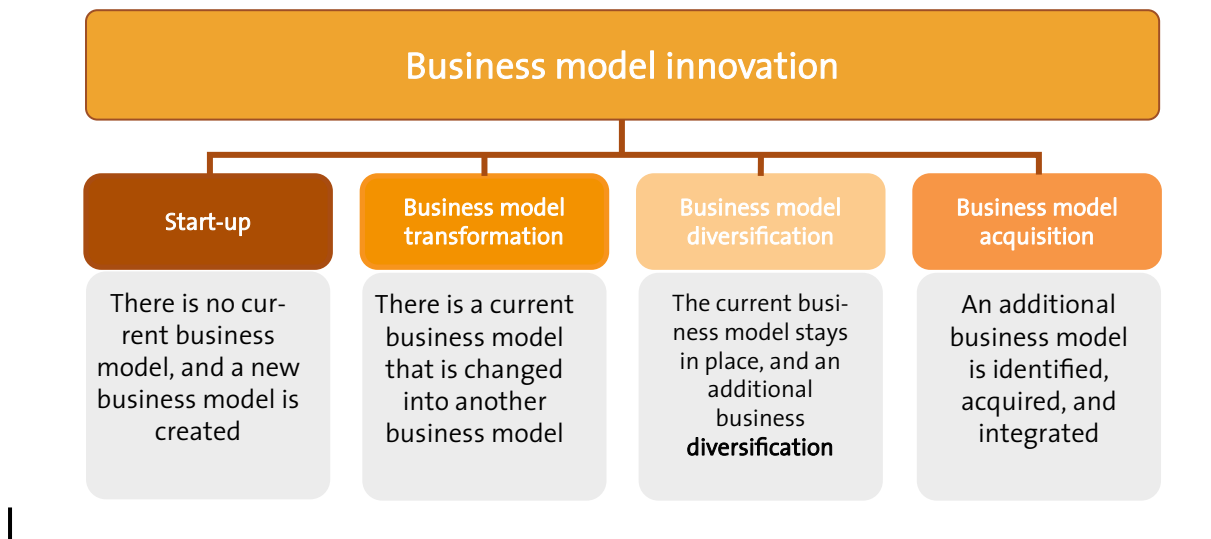 Business model innovation
Start-up
There is no cur-
rent business
model, and a new
business model is
created
Business model
transformation
There is a current
business model
that is changed
into another
business model
Business model
diversification
The current busi-
ness model stays
in place, and an
additional
business
diversification
Business model
acquisition
An additional
business model
is identified,
acquired, and
integrated